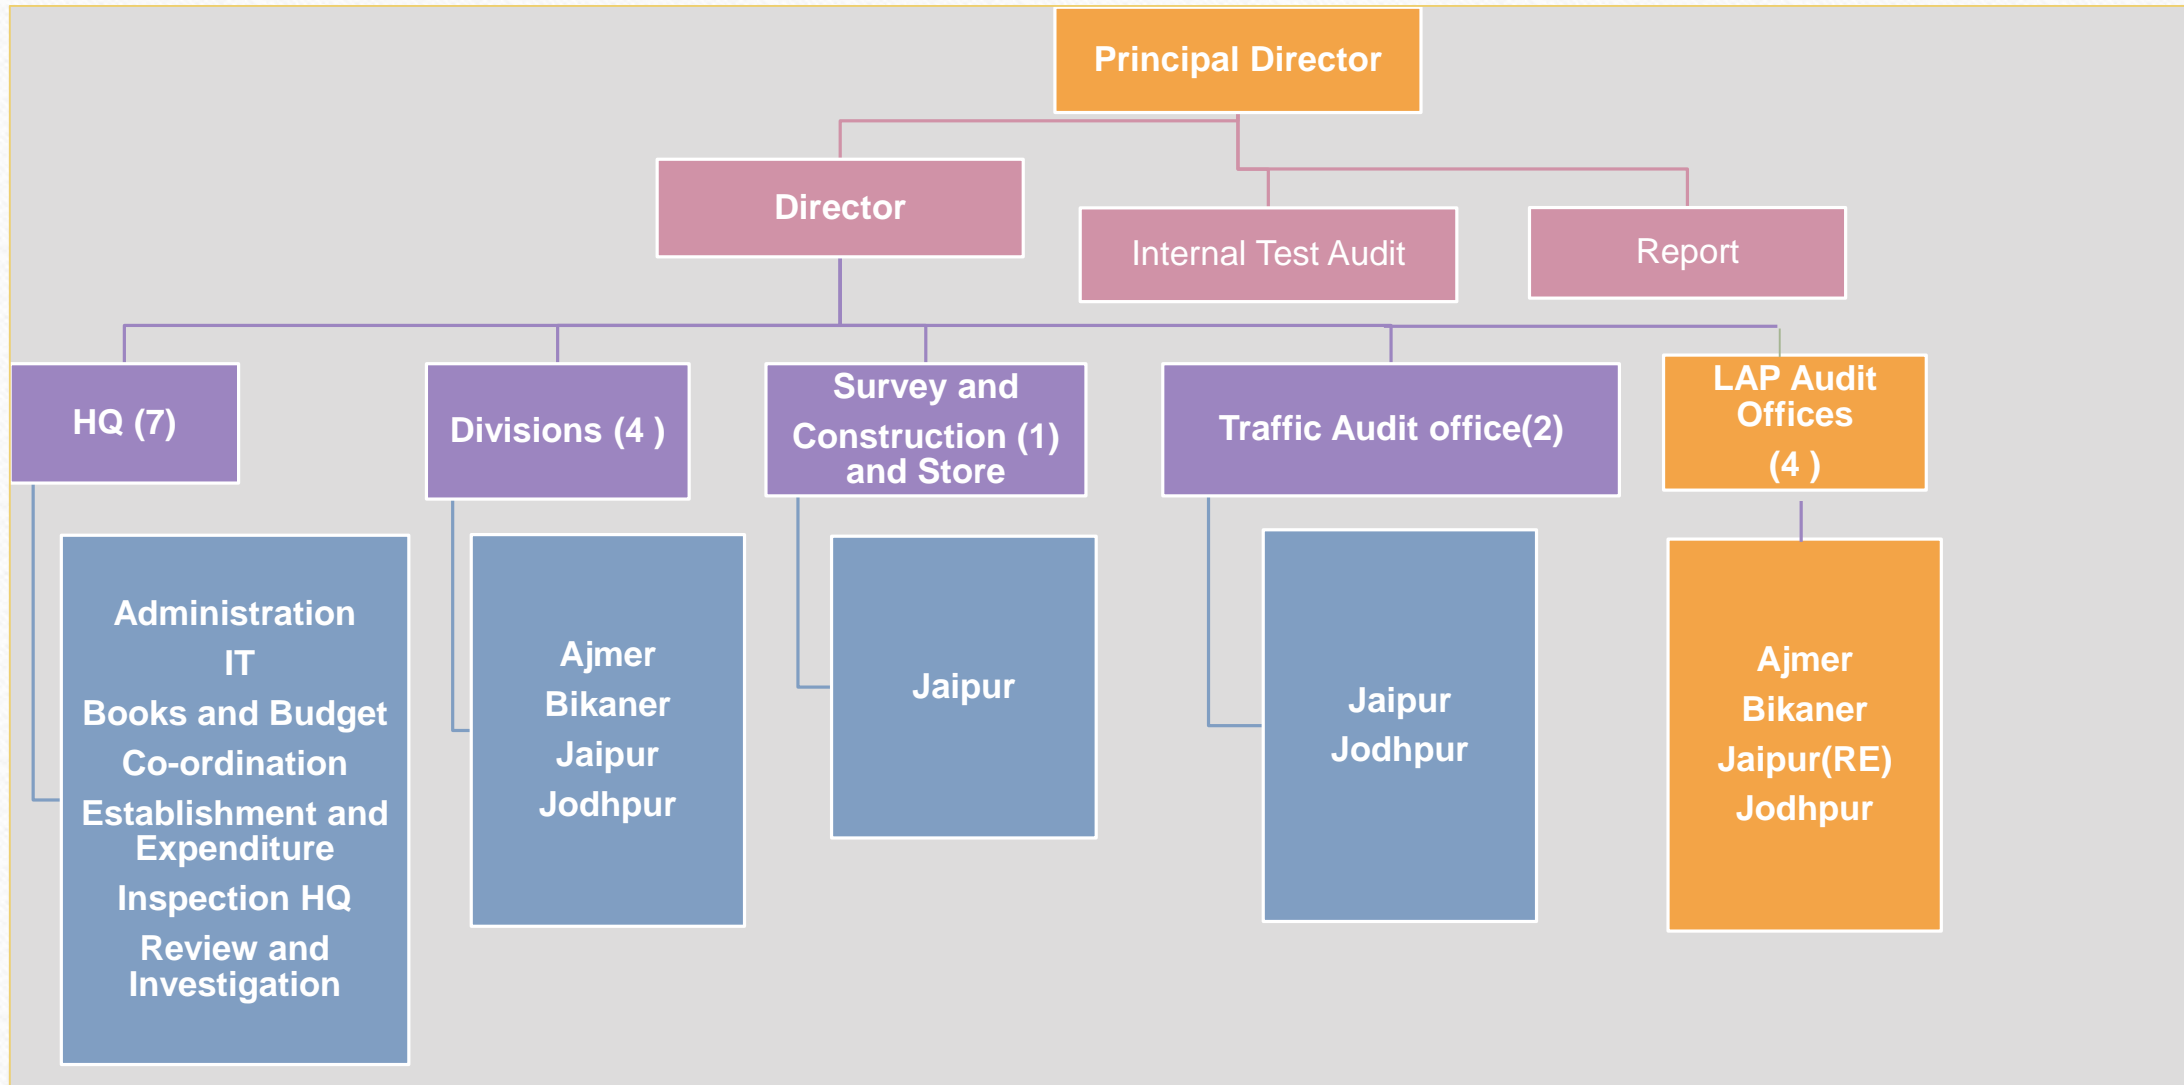 Principal Director
Director
Internal Test Audit
Report
HQ (7)
Divisions (4 )
Survey and
Construction (1)
and Store
Traffic Audit office(2)
LAP Audit
Offices
(4 )
Administration
IT
Books and Budget
Co-ordination
Establishment and
Expenditure
Inspection HQ
Review and
Investigation
Ajmer
Bikaner
Jaipur
Jodhpur
Jaipur
Jaipur
Jodhpur
Ajmer
Bikaner
Jaipur(RE)
Jodhpur